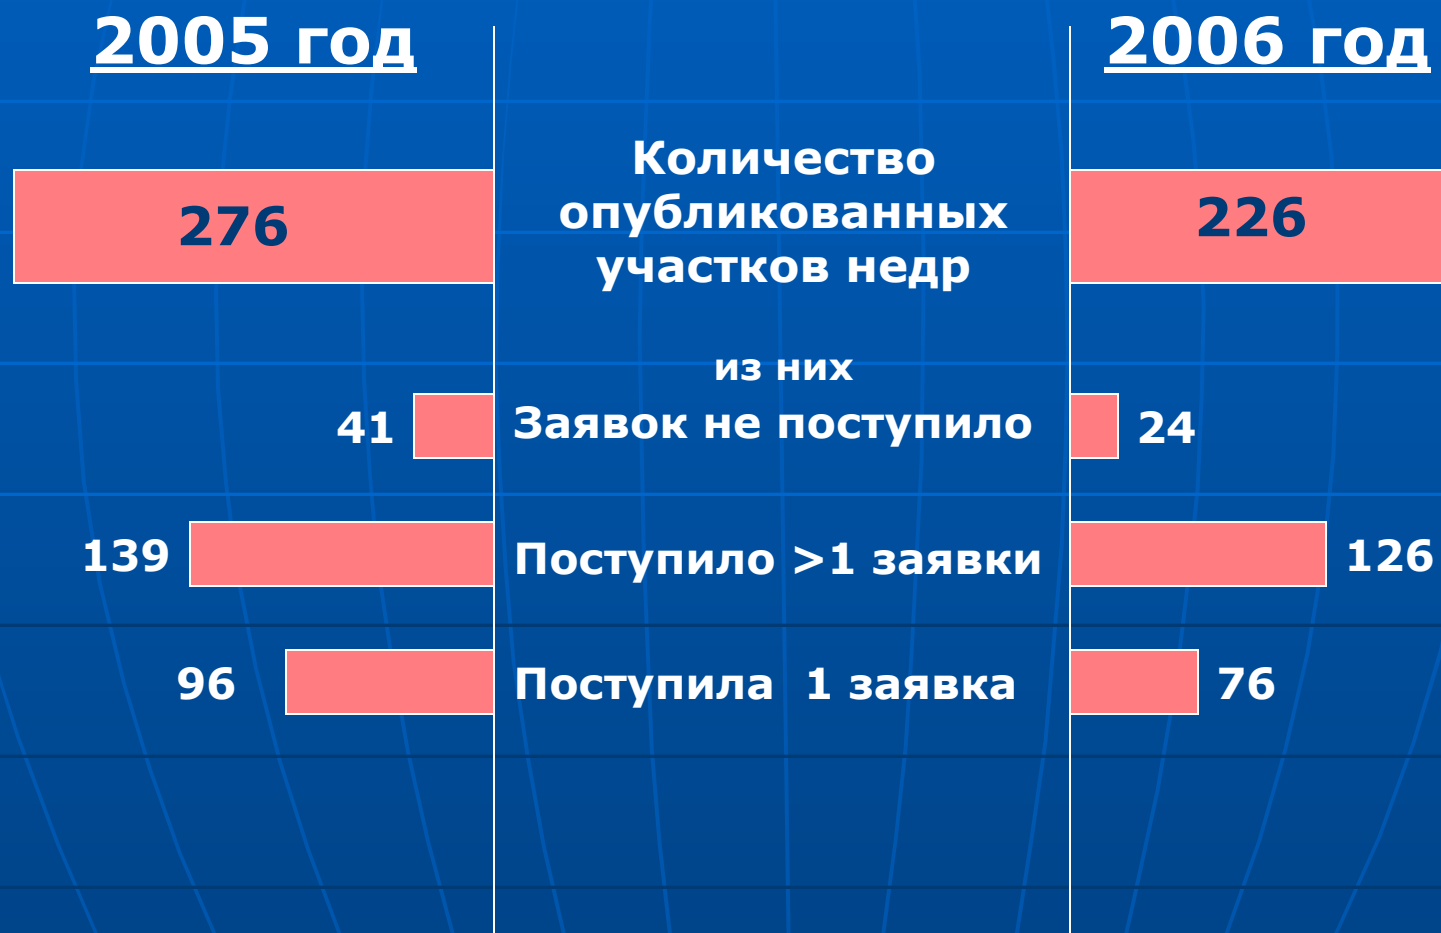 2005 год
2006 год
Количество
опубликованных
участков недр
276
226
из них
41
Заявок не поступило
24
139
Поступило >1 заявки
126
96
Поступила 1 заявка
76